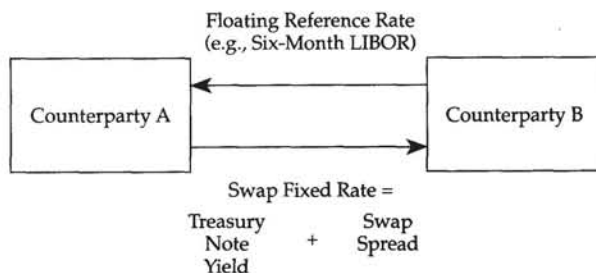 Floating Reference Rate
(e.g., Six-Month LIBOR)
Counterparty A
Counterparty B
Swap Fixed Rate =
Treasury Swap
Note + Spread
Yield